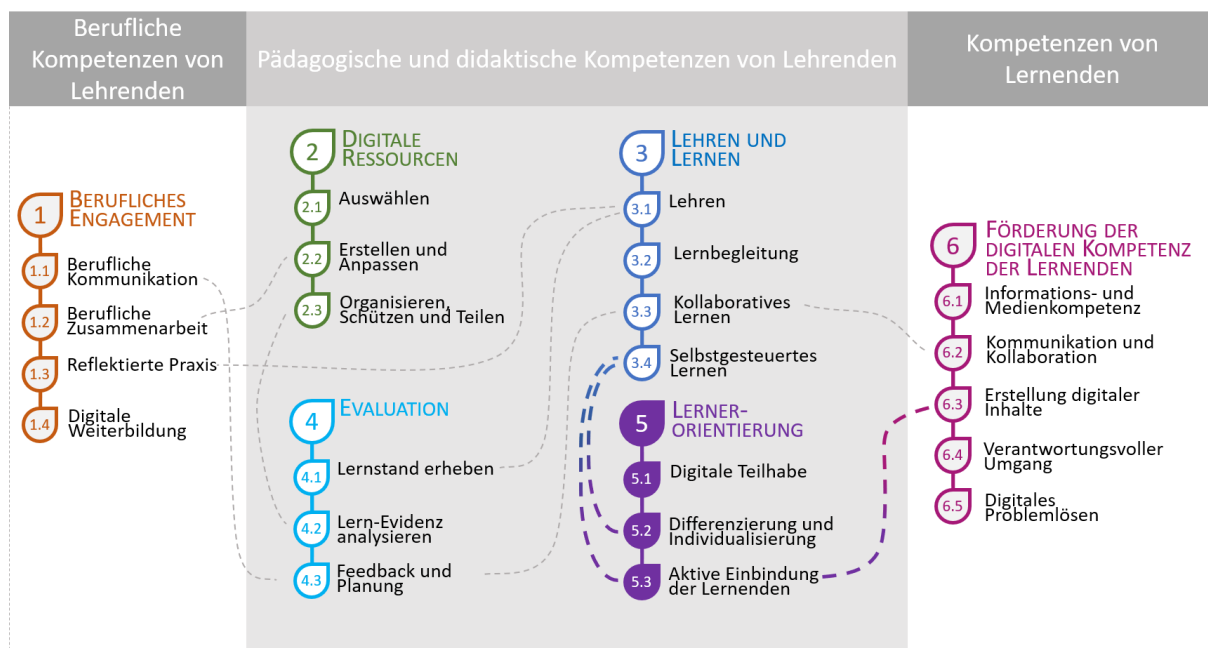 Berufliche
Kompetenzen von
Lehrenden
Pädagogische und didaktische Kompetenzen von Lehrenden
Kompetenzen von
Lernenden
1
BERUFLICHES
ENGAGEMENT
1.1
Berufliche
Kommunikation
1.2
Berufliche
Zusammenarbeit
1.3
Reflektierte Praxis
1.4
Digitale
Weiterbildung
2
DIGITALE
RESSOURCEN
2.1
Auswählen
2.2
Erstellen und
Anpassen
2.3
Organisieren,
Schützen und Teilen
3
LEHREN UND
LERNEN
3.1
Lehren
3.2
Lernbegleitung
3.3
Kollaboratives
Lernen
3.4
Selbstgesteuertes
Lernen
4
EVALUATION
4.1
Lernstand erheben
4.2
Lern-Evidenz
analysieren
4.3
Feedback und
Planung
5
LERNER-
ORIENTIERUNG
5.1
Digitale Teilhabe
5.2
Differenzierung und
Individualisierung
5.3
Aktive Einbindung
der Lernenden
6
FÖRDERUNG DER
DIGITALEN KOMPETENZ
DER LERNENDEN
6.1
Informations- und
Medienkompetenz
6.2
Kommunikation und
Kollaboration
6.3
Erstellung digitaler
Inhalte
6.4
Verantwortungsvoller
Umgang
6.5
Digitales
Problemlösen